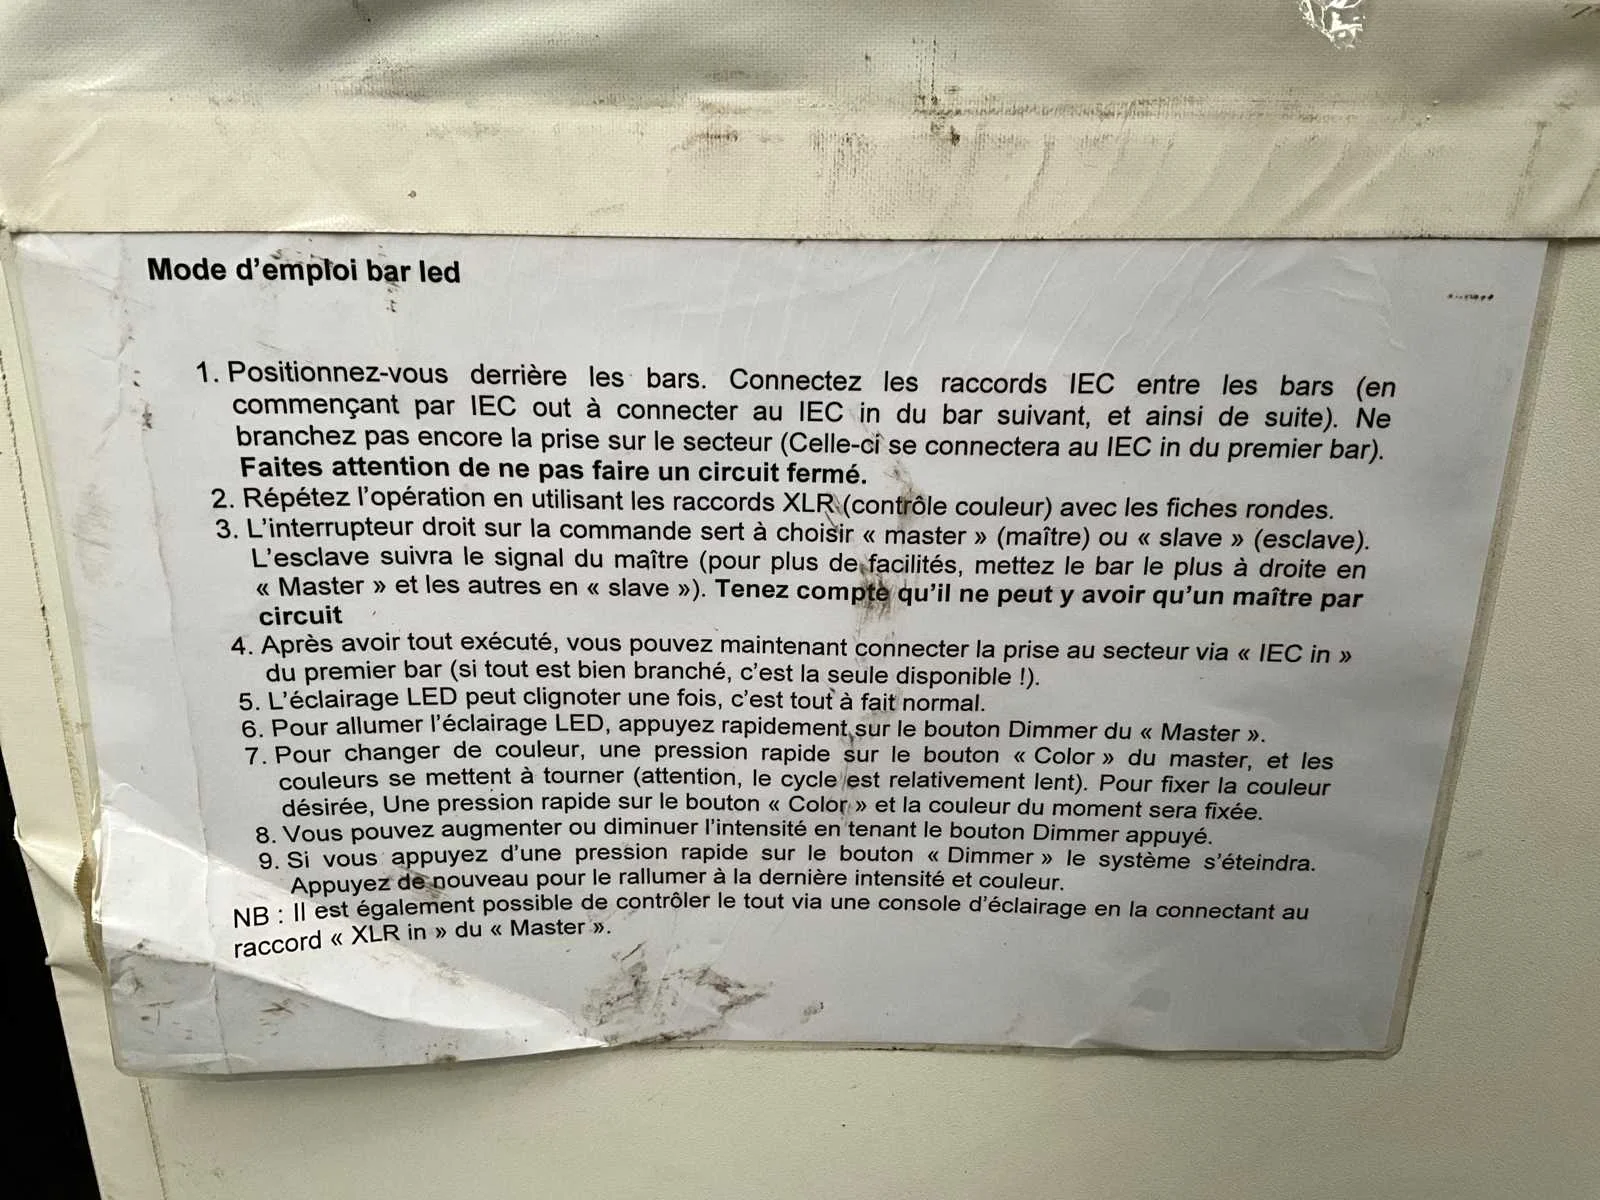 Mode d'emploi bar led
1. Positionnez-vous derrière les bars. Connectez les raccords IEC entre les bars (en
commençant par IEC out à connecter au IEC in du bar suivant, et ainsi de suite). Ne
branchez pas encore la prise sur le secteur (Celle-ci se connectera au IEC in du premier bar).
Faites attention de ne pas faire un circuit fermé.
2. Répétez l'opération en utilisant les raccords XLR (contrôle couleur) avec les fiches rondes.
3. L'interrupteur droit sur la commande sert à choisir « master » (maître) ou « slave » (esclave).
L'esclave suivra le signal du maître (pour plus de facilités, mettez le bar le plus à droite en
« Master » et les autres en « slave »). Tenez compte qu'il ne peut y avoir qu'un maître par
circuit
4. Après avoir tout exécuté, vous pouvez maintenant connecter la prise au secteur via « IEC in »
du premier bar (si tout est bien branché, c'est la seule disponible !).
5. L'éclairage LED peut clignoter une fois, c'est tout à fait normal.
6. Pour allumer l'éclairage LED, appuyez rapidement sur le bouton Dimmer du « Master ».
7. Pour changer de couleur, une pression rapide sur le bouton « Color » du master, et les
couleurs se mettent à tourner (attention, le cycle est relativement lent). Pour fixer la couleur
désirée, Une pression rapide sur le bouton « Color » et la couleur du moment sera fixée.
8. Vous pouvez augmenter ou diminuer l'intensité en tenant le bouton Dimmer appuyé.
9. Si vous appuyez d'une pression rapide sur le bouton « Dimmer » le système s'éteindra.
Appuyez de nouveau pour le rallumer à la dernière intensité et couleur.
NB : Il est également possible de contrôler le tout via une console d'éclairage en la connectant au
raccord « XLR in » du « Master ».